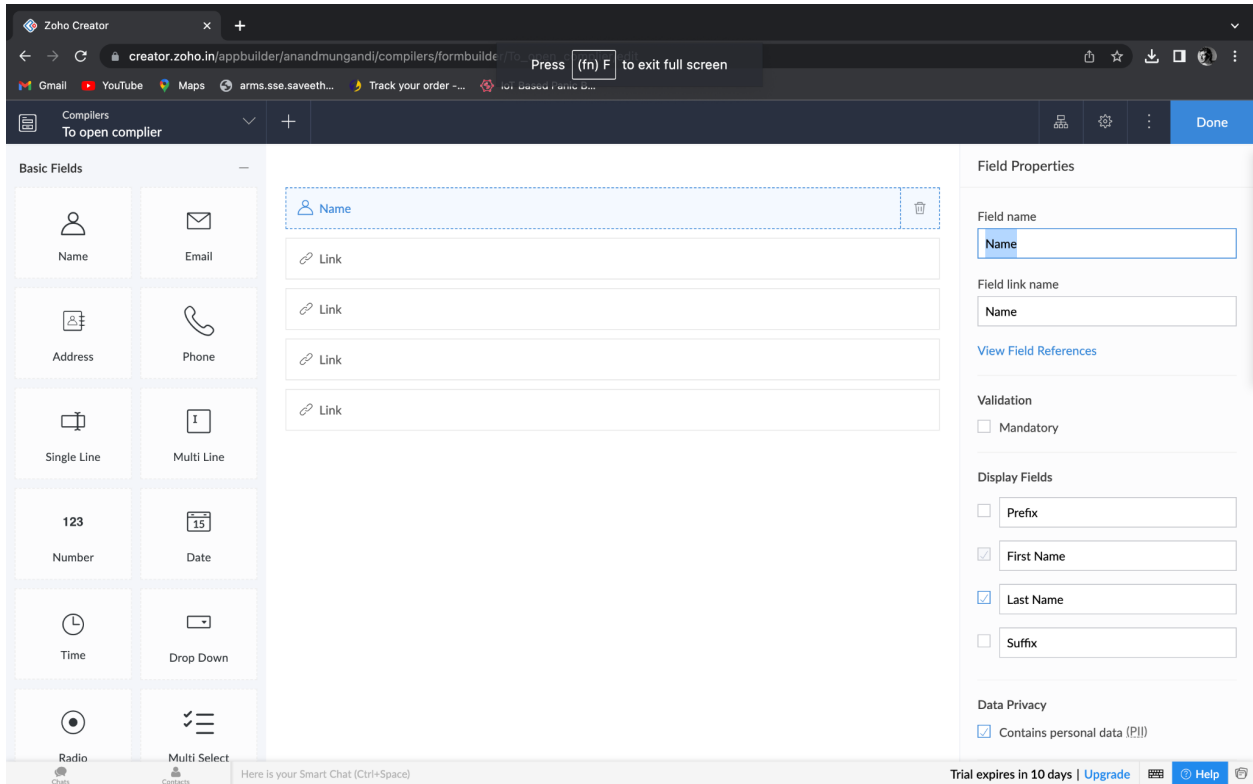 Zoho Creator
creator.zoho.in/appbuilder/anandmungandi/compilers/formbuilder/To_open_
Press (fn) F to exit full screen
Gmail YouTube Maps arms.sse.saveeth... Track your order -... IoT Based Panic B...
Compilers
To open complier
Done
Basic Fields
Name
Email
Address
Phone
Single Line
Multi Line
123
Number
15
Date
Time
Drop Down
Radio
Multi Select
Name
Link
Link
Link
Link
Field Properties
Field name
Name
Field link name
Name
View Field References
Validation
Mandatory
Display Fields
Prefix
First Name
Last Name
Suffix
Data Privacy
Contains personal data (PII)
Chats
Contacts
Here is your Smart Chat (Ctrl+Space)
Trial expires in 10 days | Upgrade
Help